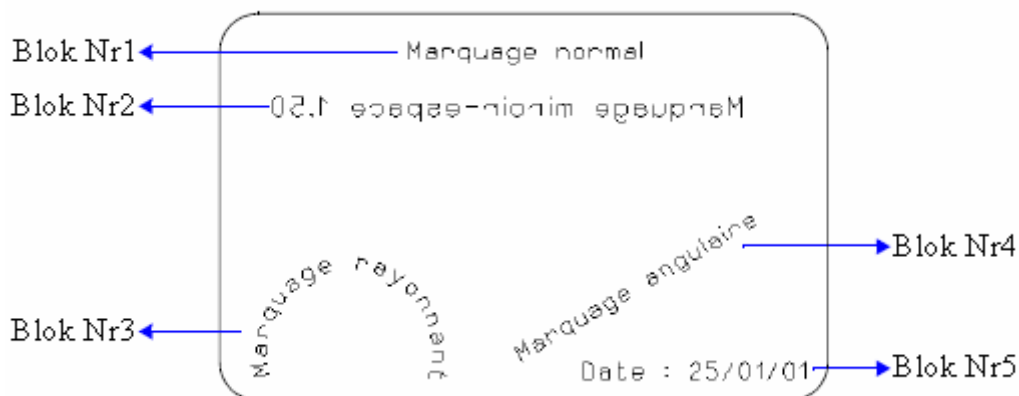 Blok Nr1
Marquage normal
Blok Nr2
Marquage miroir-espace 1,50
Marquage angulaire
Blok Nr4
Marquage rayonnant
Blok Nr3
Date : 25/01/01
Blok Nr5